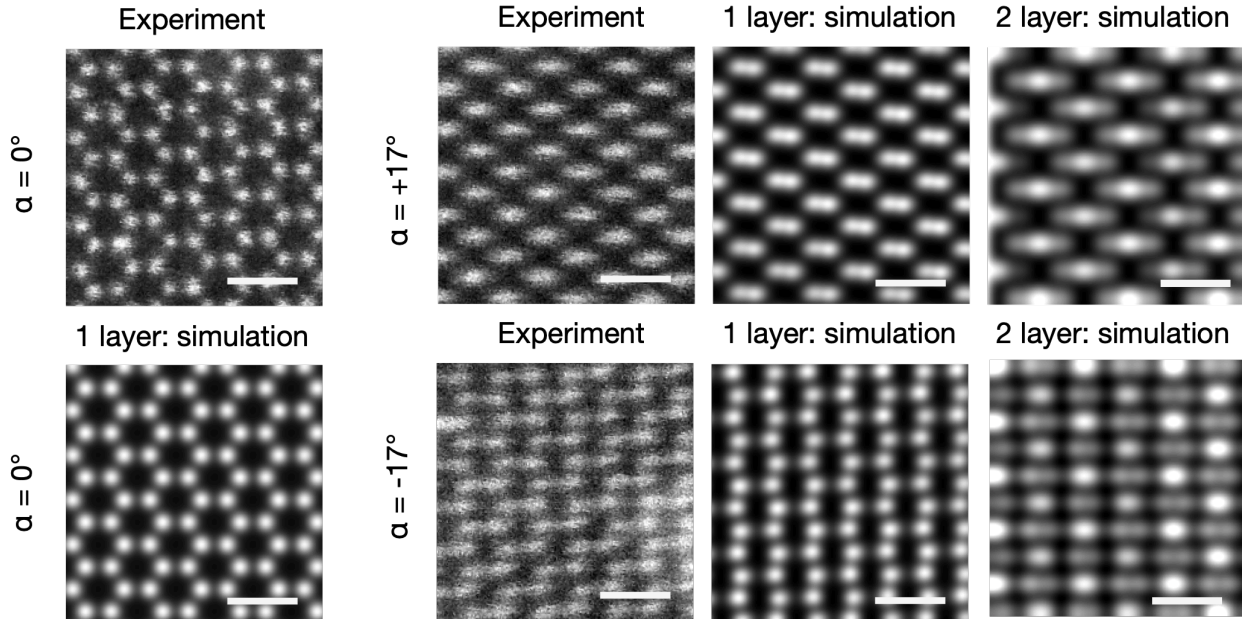 Experiment
1 layer: simulation
2 layer: simulation
α = 0°
α = +17°
1 layer: simulation
Experiment
1 layer: simulation
2 layer: simulation
α = 0°
α = -17°